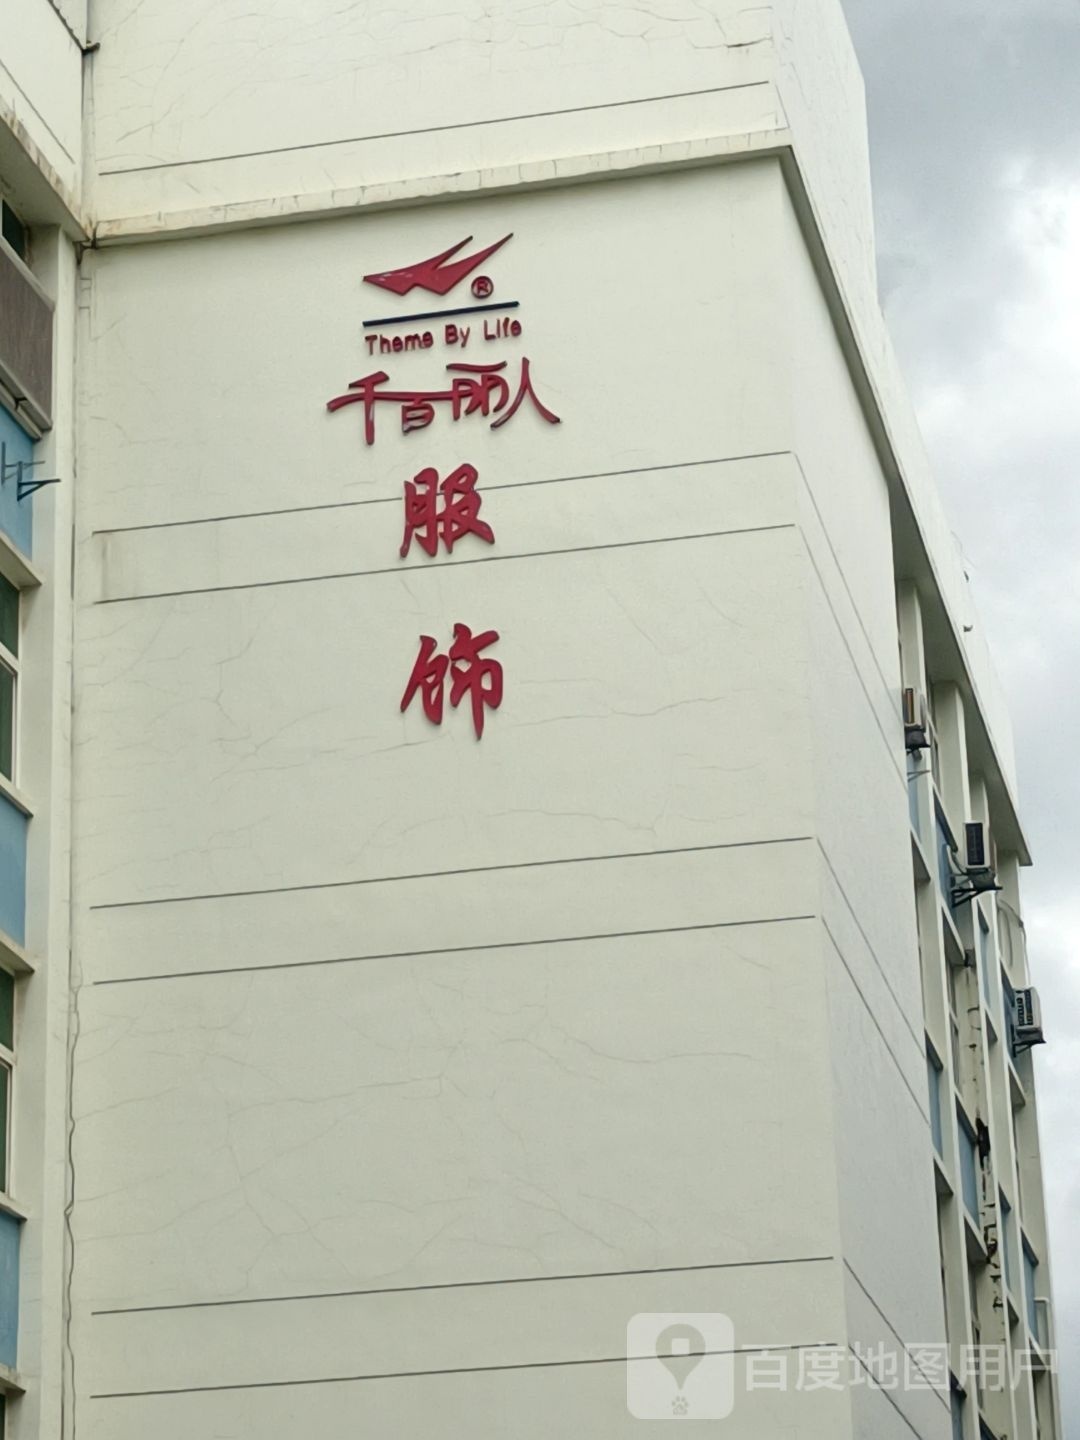 ®
Theme By Life
千百丽人
服
饰
百度地图用户